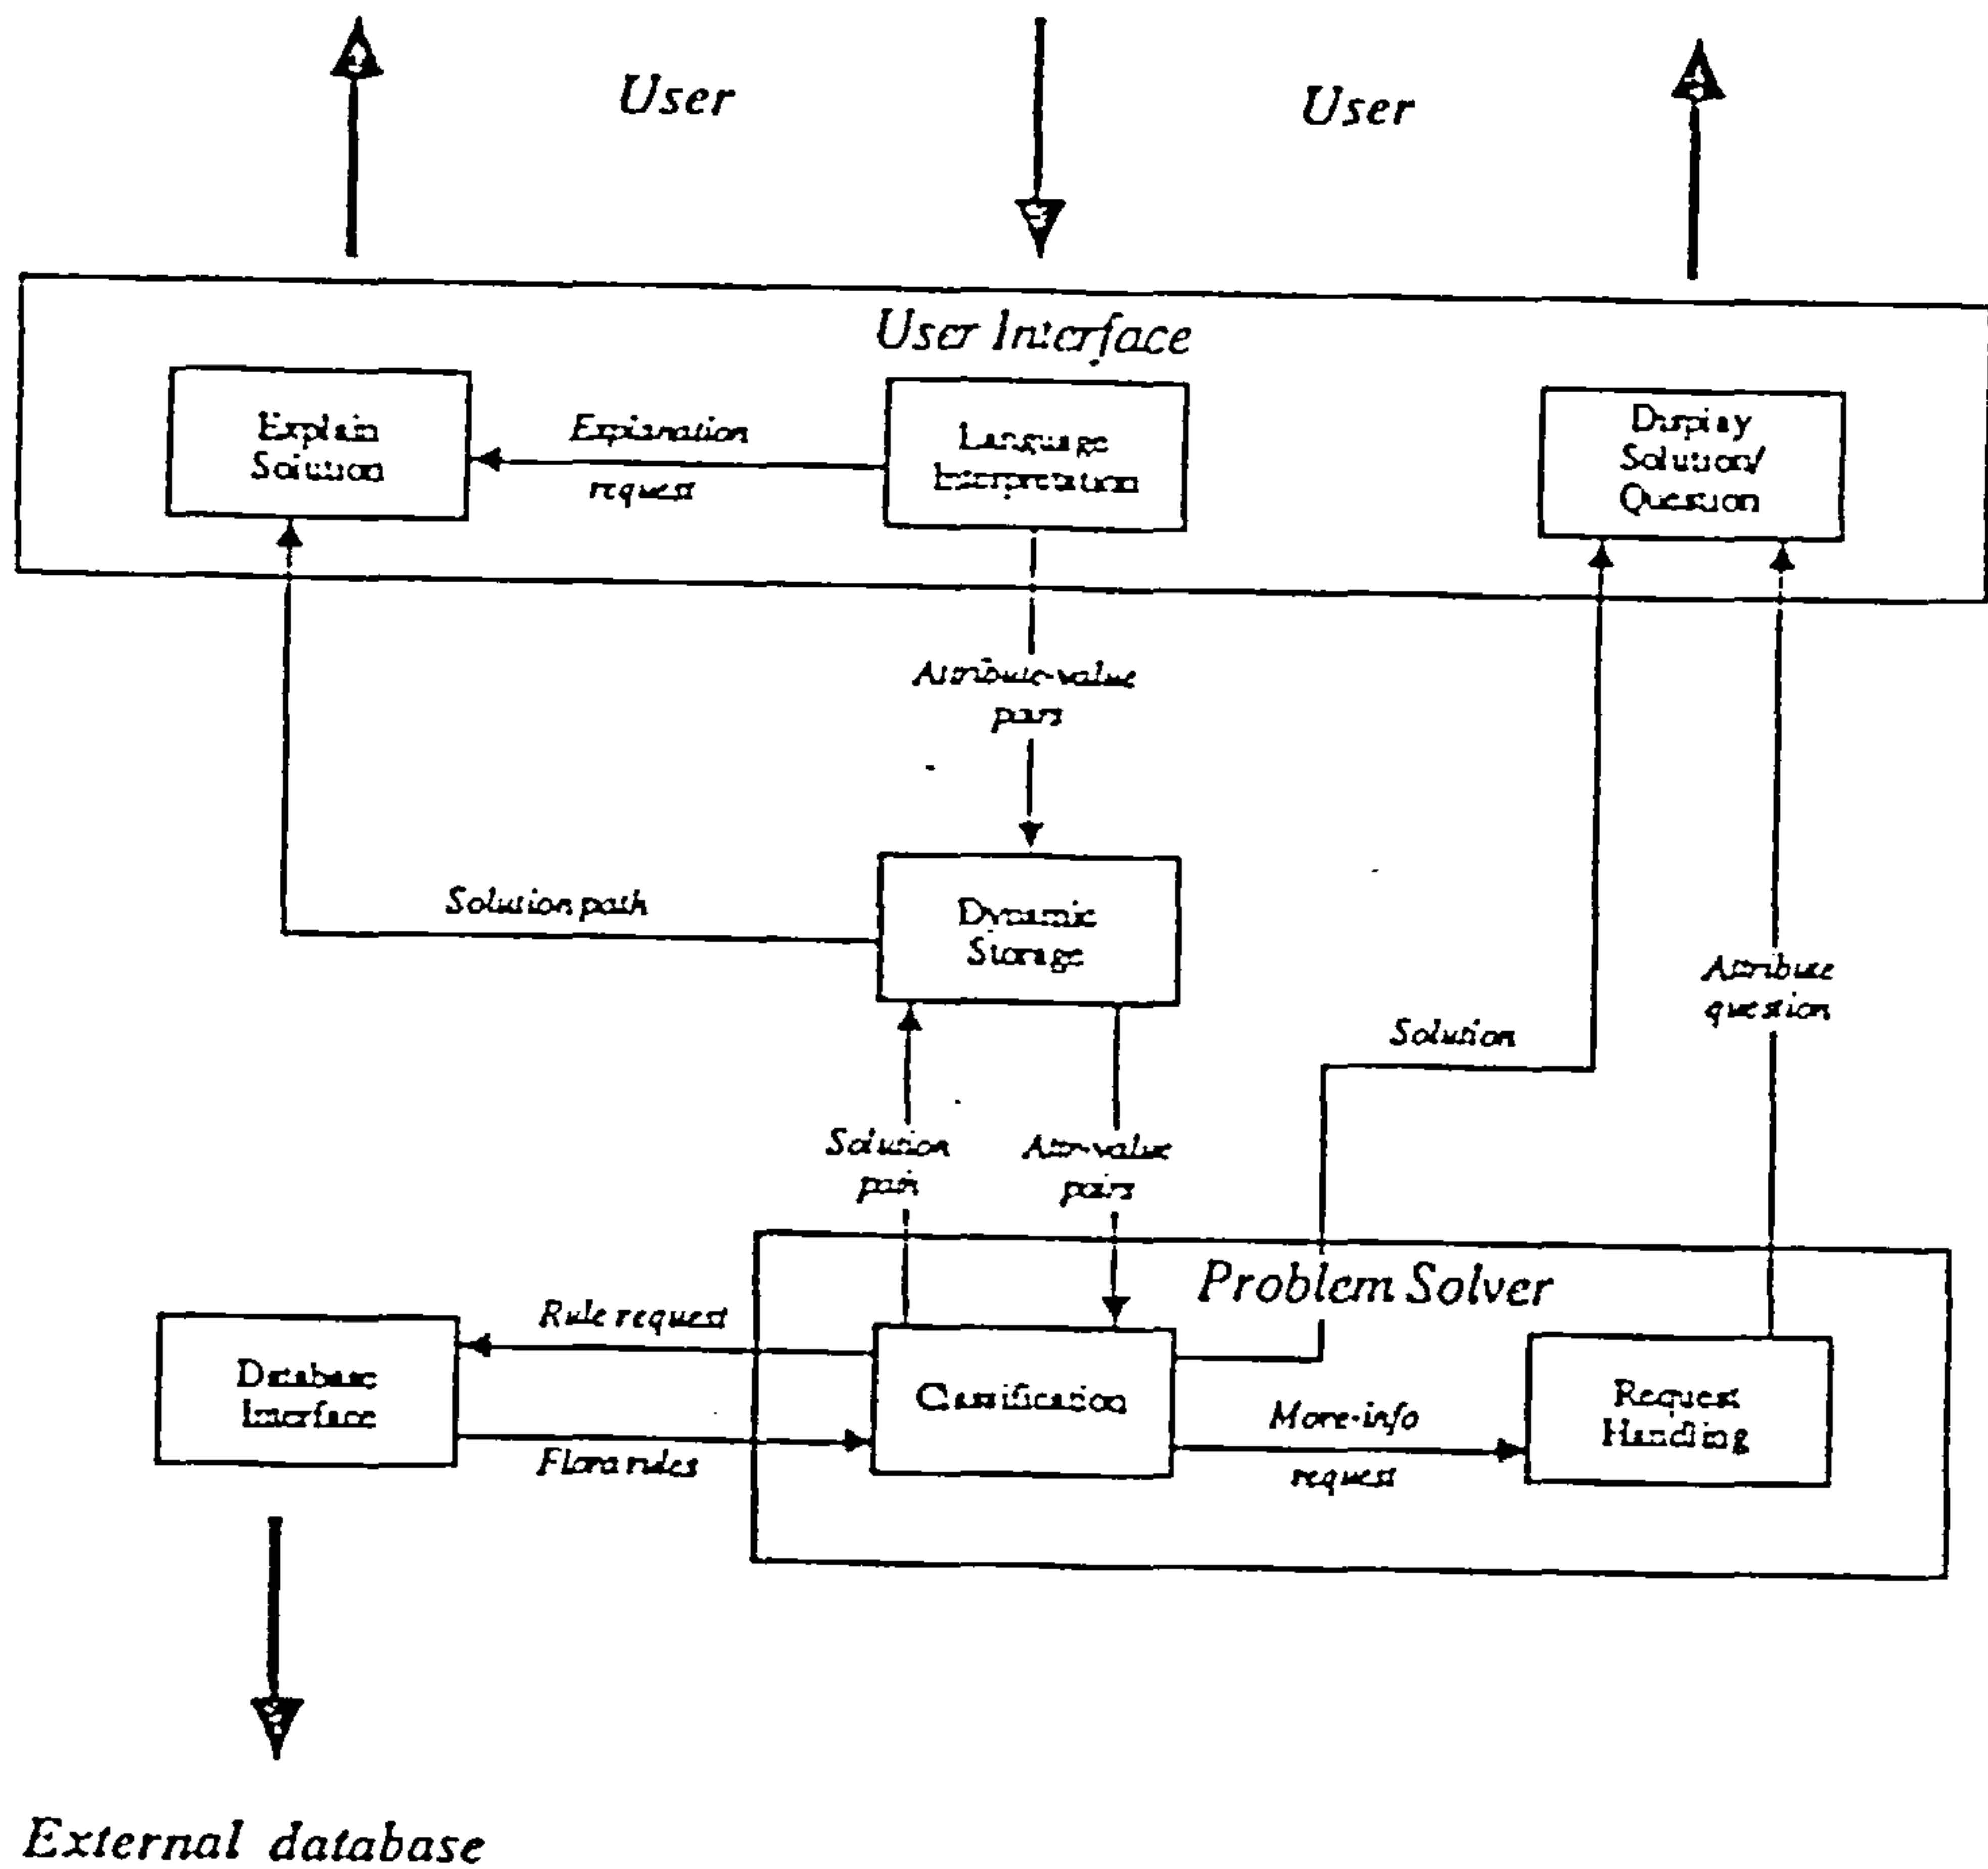 User
User
User Interface
Explain
Solution
Explanation
request
Language
Interpretation
Display
Solution/
Question
Attribute-value
pairs
Solution path
Dynamic
Storage
Attribute
question
Solution
Solution
path
Attr-value
pairs
Problem Solver
Rule request
Database
Interface
Flora rules
Classification
More-info
request
Request
Handling
External database